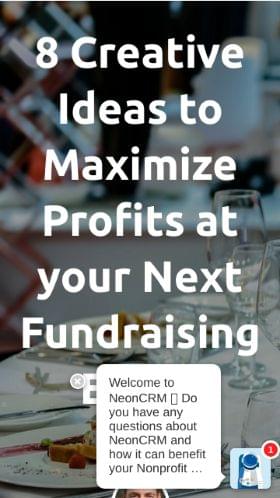 8 Creative
Ideas to
Maximize
Profits at
your Next
Fundraising
Welcome to
NeonCRM ▯ Do
you have any
questions about
NeonCRM and
how it can benefit
your Nonprofit ...
1